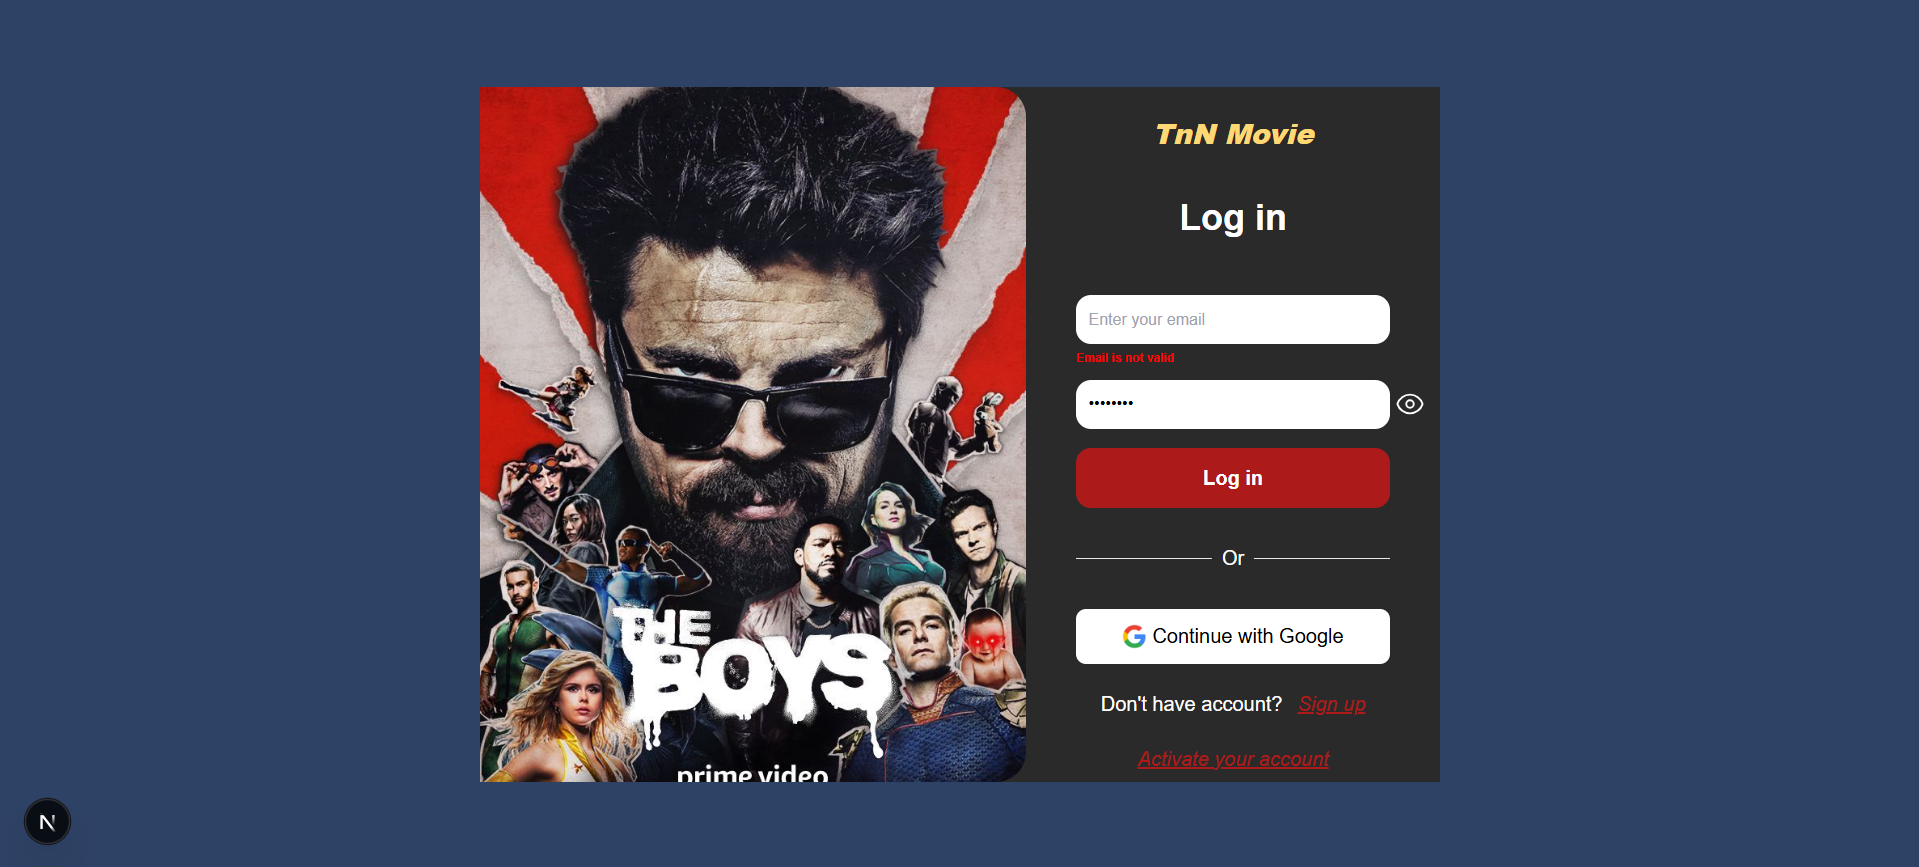 TnN Movie
Log in
Enter your email
Email is not valid
••••••••
Log in
Or
Continue with Google
Don't have account? Sign up
Activate your account
THE
BOYS
prime video
N